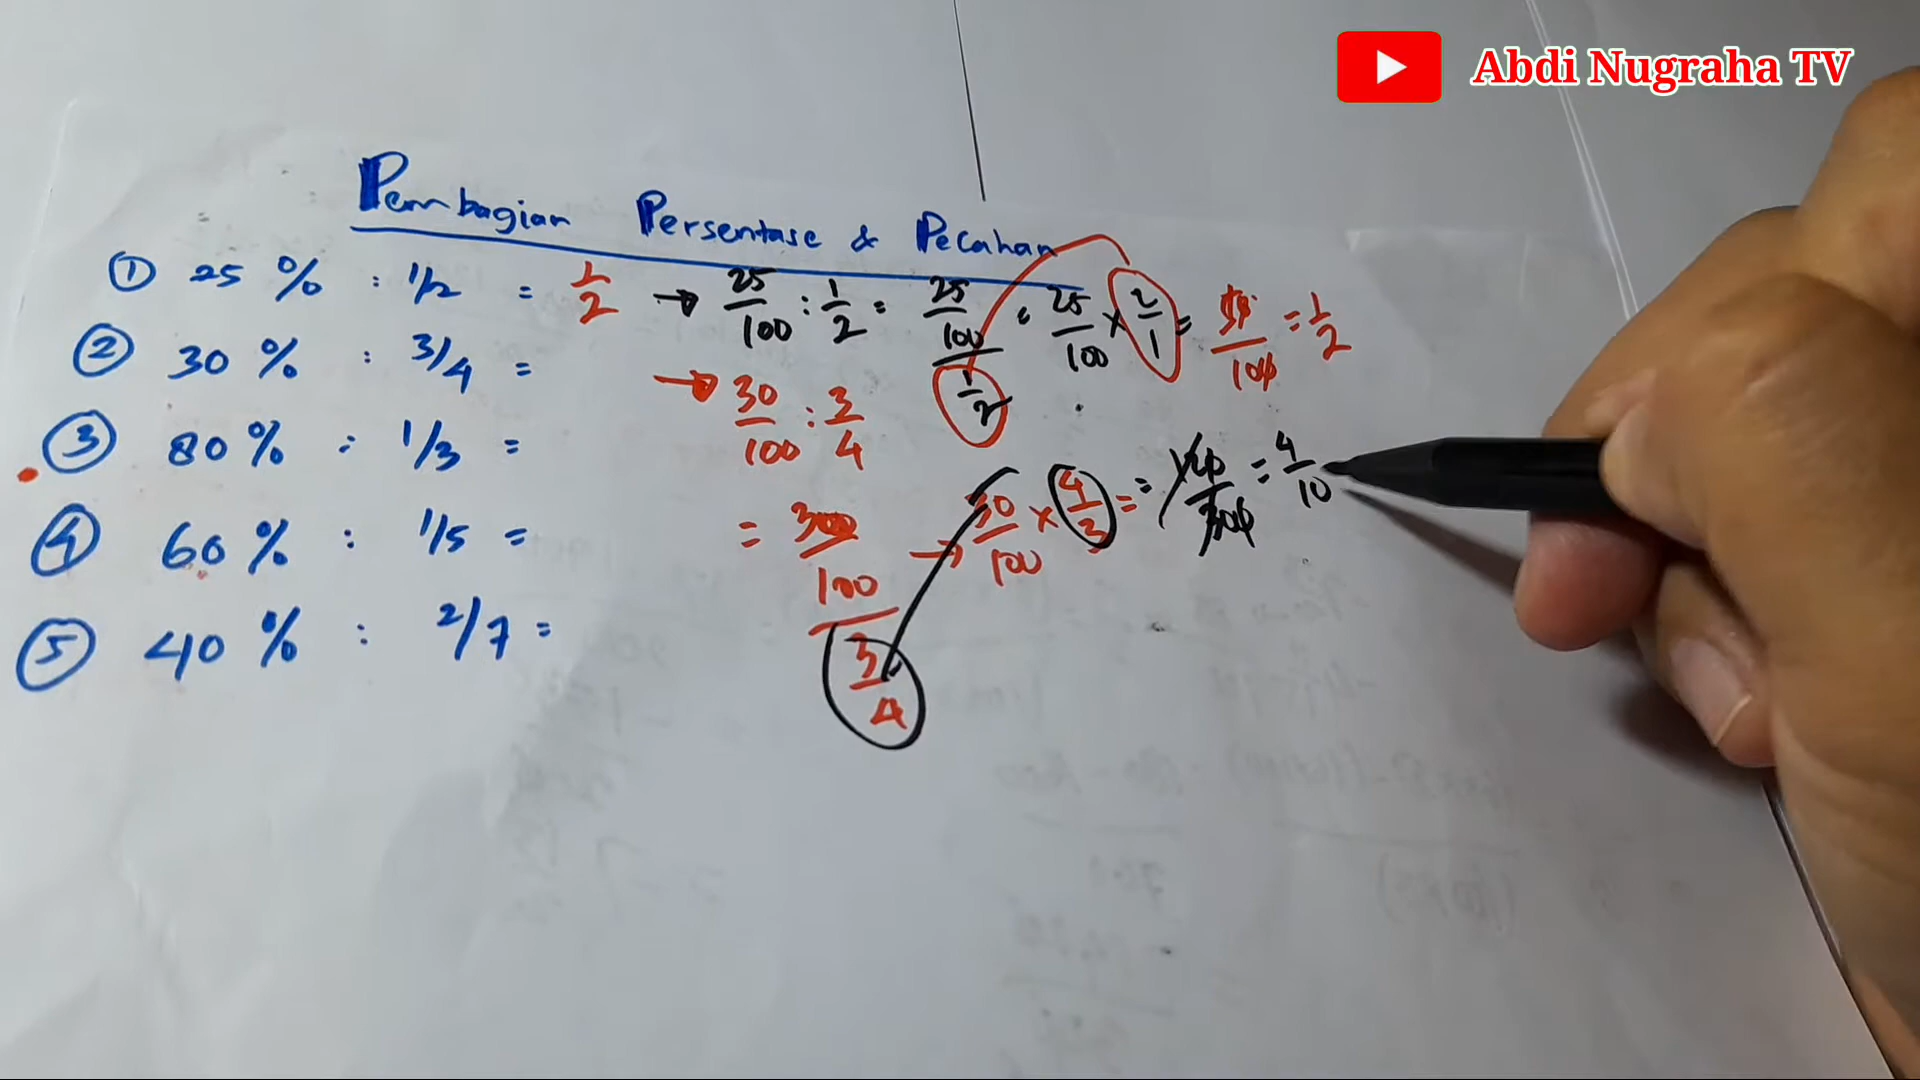 Abdi Nugraha TV
Pembagian Persentase & Pecahan
① 25 % : 1/2 = 1/2 → 25/100 : 1/2 = 25/100 / 1/2 = 25/100 x 2/1 = 50/100 = 1/2
② 30 % : 3/4 = → 30/100 : 3/4
③ 80 % : 1/3 =
= 30/100 / 3/4 → 30/100 x 4/3 = = 120/300 = 4/10
④ 60 % : 1/5 =
⑤ 40 % : 2/7 =